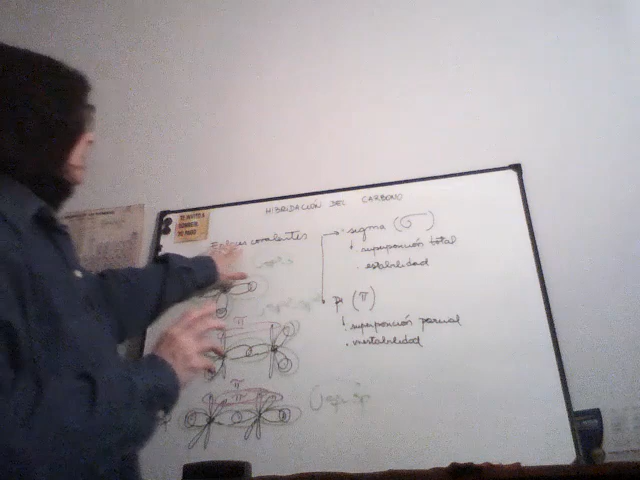 HIBRIDACIÓN DEL CARBONO
Enlaces covalentes
sigma (σ)
superposición total
. estabilidad
pi (π)
superposición parcial
. inestabilidad
π
π
π